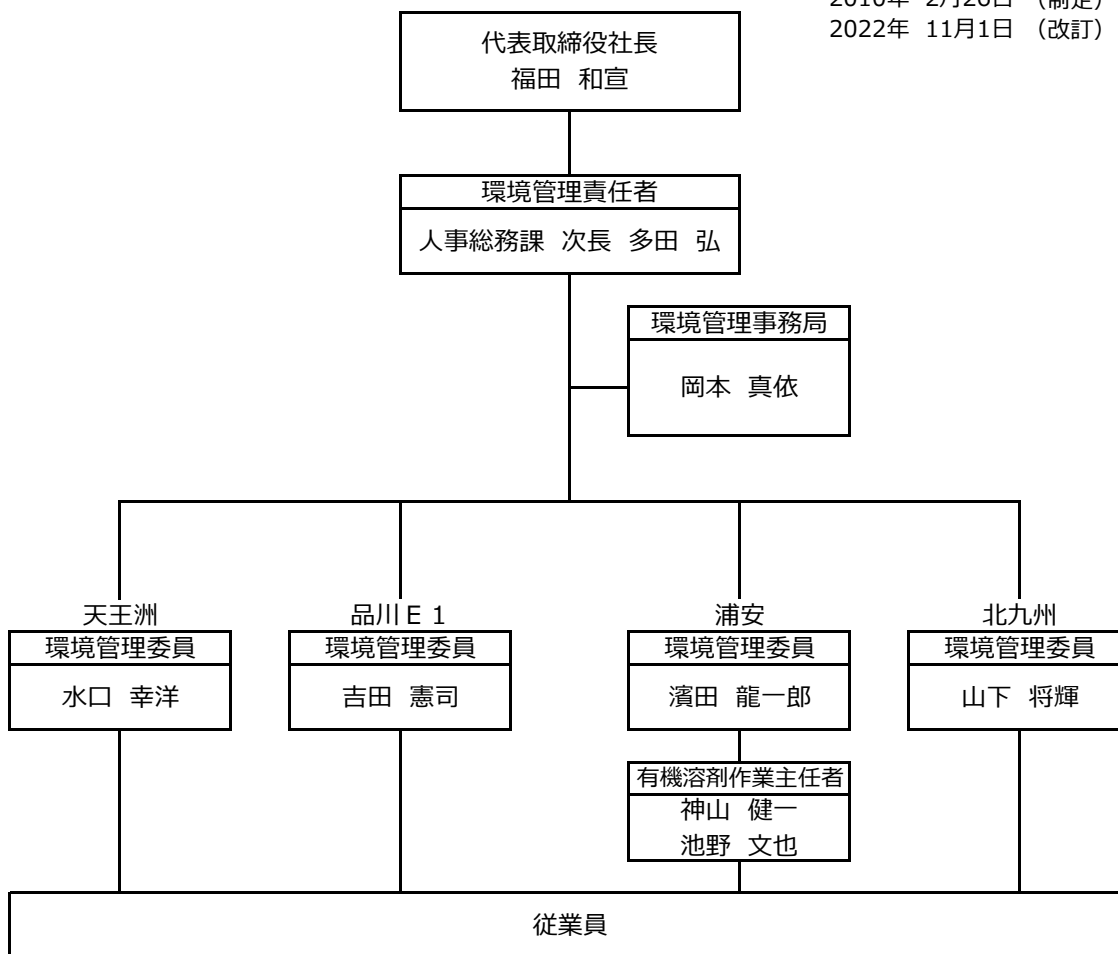 2022年 11月1日 （改訂）
代表取締役社長
福田 和宣
環境管理責任者
人事総務課 次長 多田 弘
環境管理事務局
岡本 真依
天王洲
品川Ｅ１
浦安
北九州
環境管理委員
環境管理委員
環境管理委員
環境管理委員
水口 幸洋
吉田 憲司
濱田 龍一郎
山下 将輝
有機溶剤作業主任者
神山 健一
池野 文也
従業員